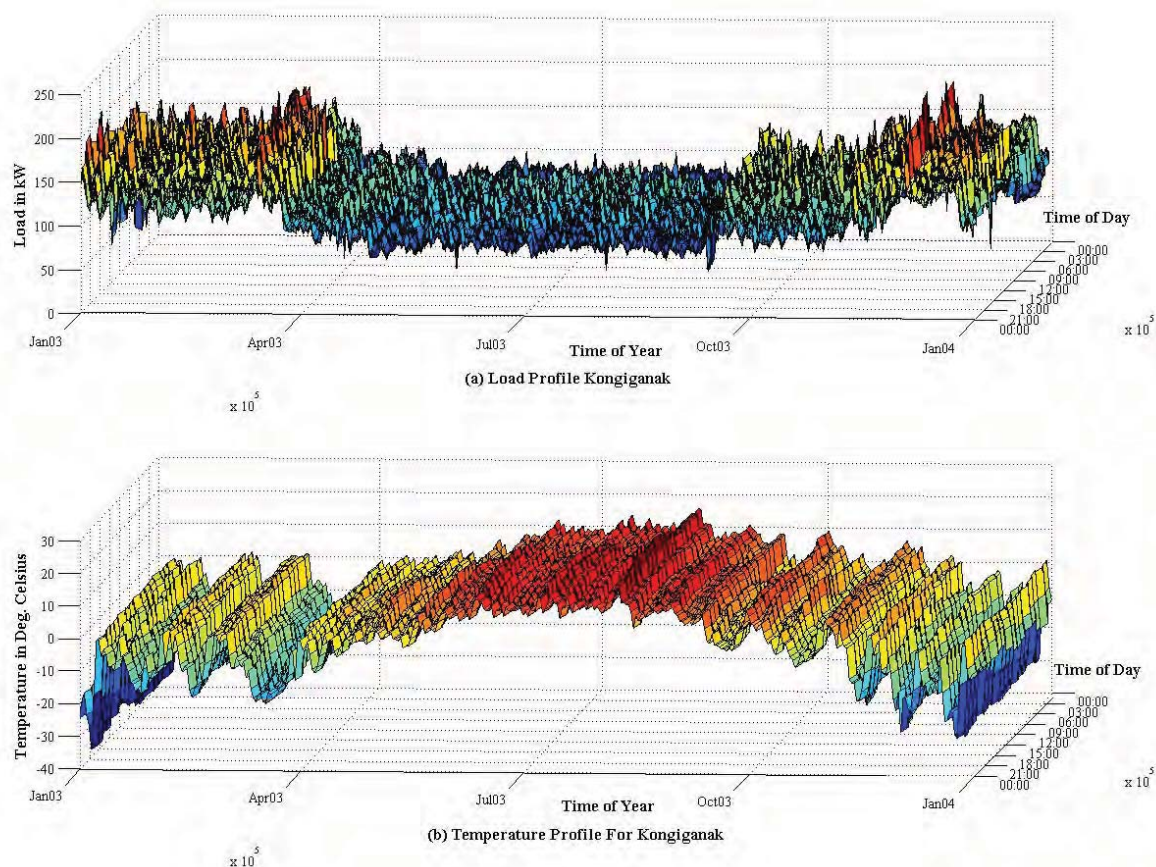 250
200
150
100
50
0
Load in kW
Jan03
Apr03
Jul03
Oct03
Jan04
Time of Year
Time of Day
00:00
03:00
06:00
09:00
12:00
15:00
18:00
21:00
00:00
x 10^5
(a) Load Profile Kongiganak
x 10^5
30
20
10
0
-10
-20
-30
-40
Temperature in Deg. Celsius
Jan03
Apr03
Jul03
Oct03
Jan04
Time of Year
Time of Day
00:00
03:00
06:00
09:00
12:00
15:00
18:00
21:00
00:00
x 10^5
(b) Temperature Profile For Kongiganak
x 10^5